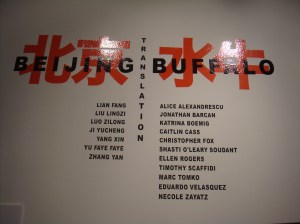 北京 水牛
BEIJING BUFFALO
TRANSLATION
LIAN FANG
LIU LINGZI
LUO ZILONG
JI YUCHENG
YANG XIN
YU FAYE FAYE
ZHANG YAN
ALICE ALEXANDRESCU
JONATHAN BARCAN
KATRINA BOEMIG
CAITLIN CASS
CHRISTOPHER FOX
SHASTI O'LEARY SOUDANT
ELLEN ROGERS
TIMOTHY SCAFFIDI
MARC TOMKO
EDUARDO VELASQUEZ
NECOLE ZAYATZ